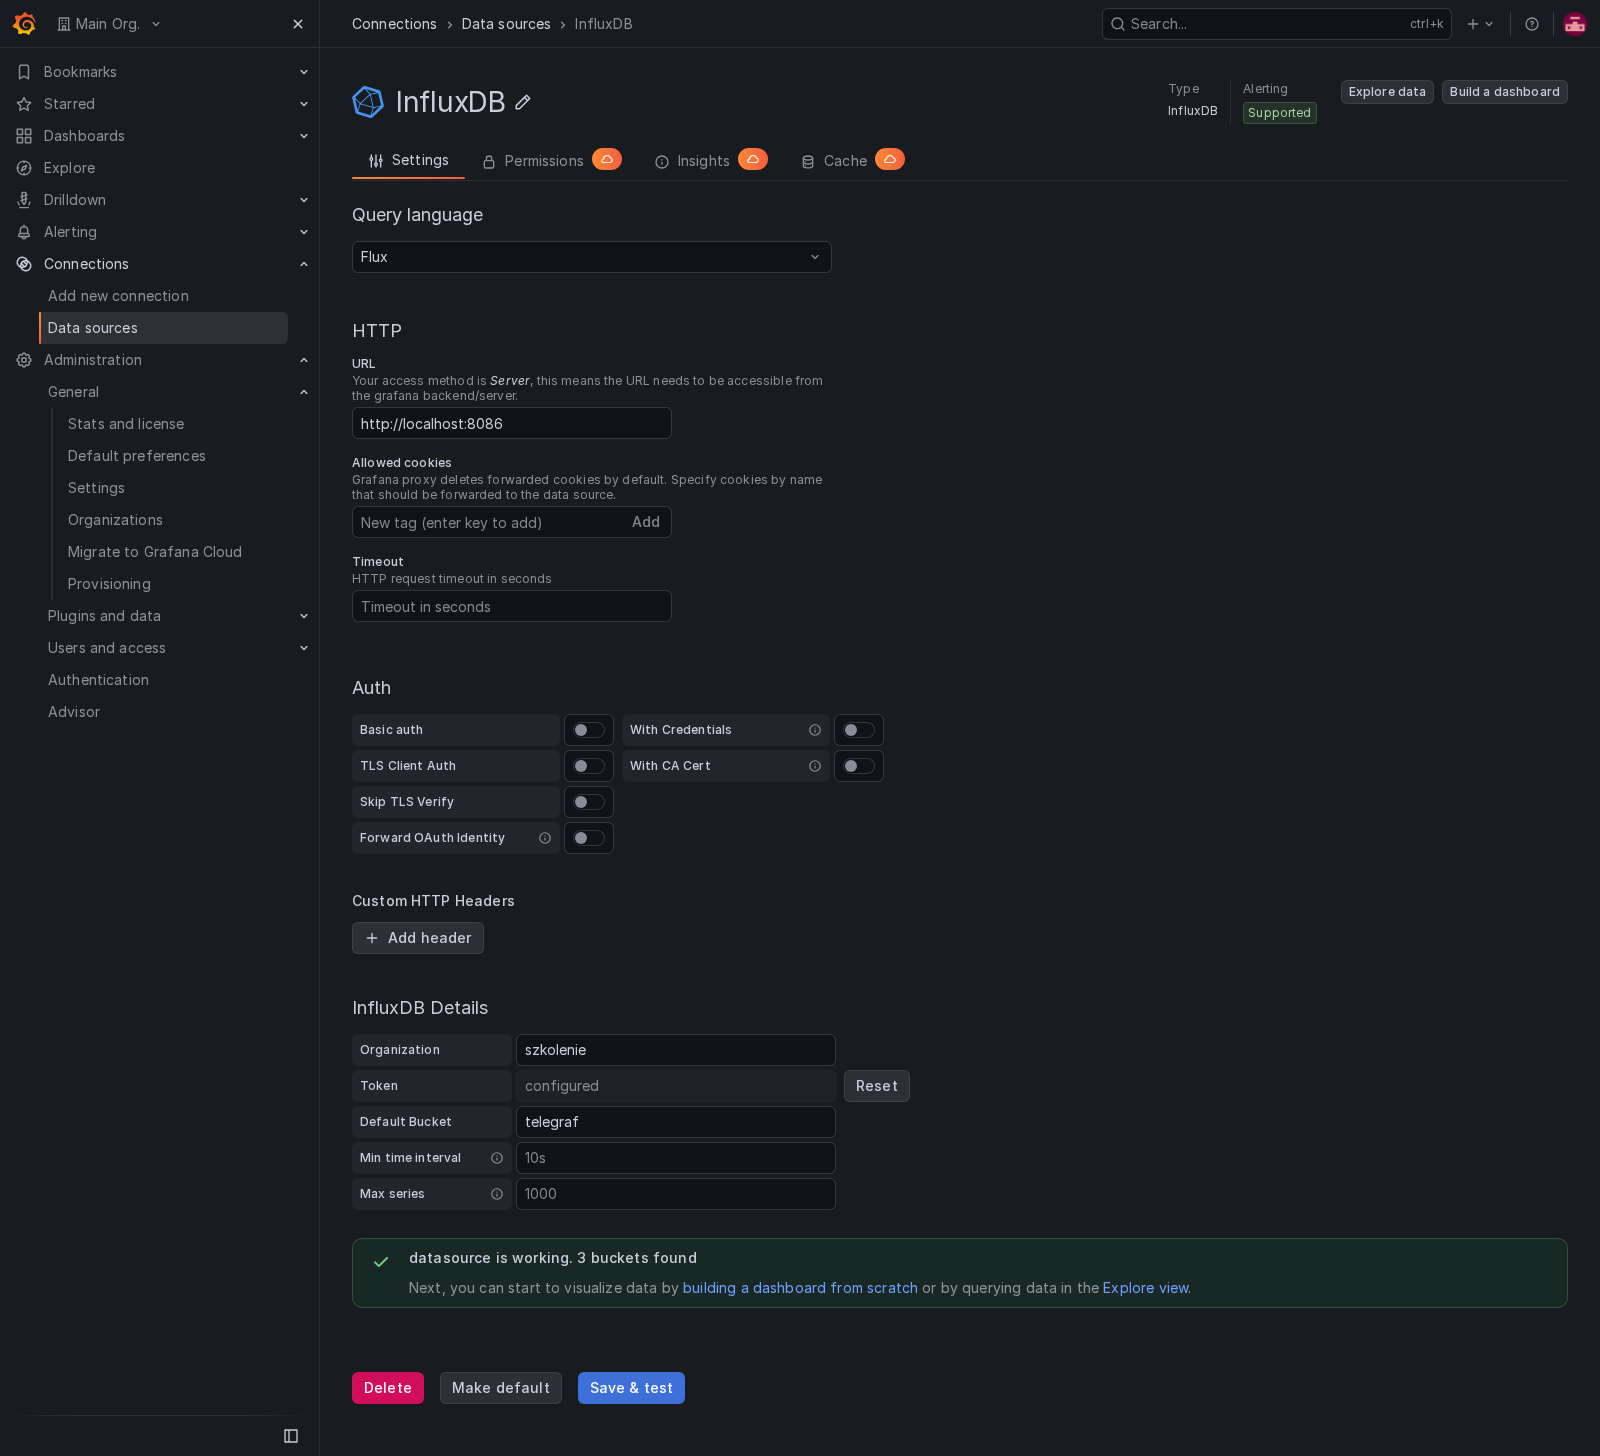 Main Org.
Connections › Data sources › InfluxDB
Search...
ctrl+k
Bookmarks
Starred
Dashboards
Explore
Drilldown
Alerting
Connections
Add new connection
Data sources
Administration
General
Stats and license
Default preferences
Settings
Organizations
Migrate to Grafana Cloud
Provisioning
Plugins and data
Users and access
Authentication
Advisor
InfluxDB
Type
InfluxDB
Alerting
Supported
Explore data
Build a dashboard
Settings
Permissions
Insights
Cache
Query language
Flux
HTTP
URL
Your access method is Server, this means the URL needs to be accessible from
the grafana backend/server.
http://localhost:8086
Allowed cookies
Grafana proxy deletes forwarded cookies by default. Specify cookies by name
that should be forwarded to the data source.
New tag (enter key to add)
Add
Timeout
HTTP request timeout in seconds
Timeout in seconds
Auth
Basic auth
With Credentials
TLS Client Auth
With CA Cert
Skip TLS Verify
Forward OAuth Identity
Custom HTTP Headers
Add header
InfluxDB Details
Organization
szkolenie
Token
configured
Reset
Default Bucket
telegraf
Min time interval
10s
Max series
1000
datasource is working. 3 buckets found
Next, you can start to visualize data by building a dashboard from scratch or by querying data in the Explore view.
Delete
Make default
Save & test